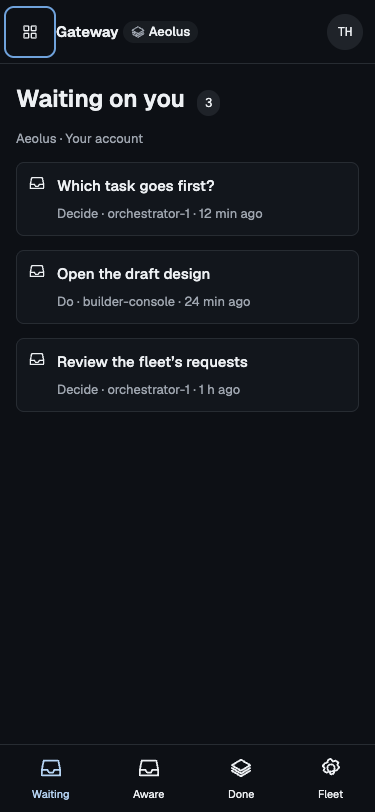 Gateway Aeolus TH
Waiting on you 3
Aeolus · Your account
Which task goes first?
Decide · orchestrator-1 · 12 min ago
Open the draft design
Do · builder-console · 24 min ago
Review the fleet's requests
Decide · orchestrator-1 · 1 h ago
Waiting Aware Done Fleet